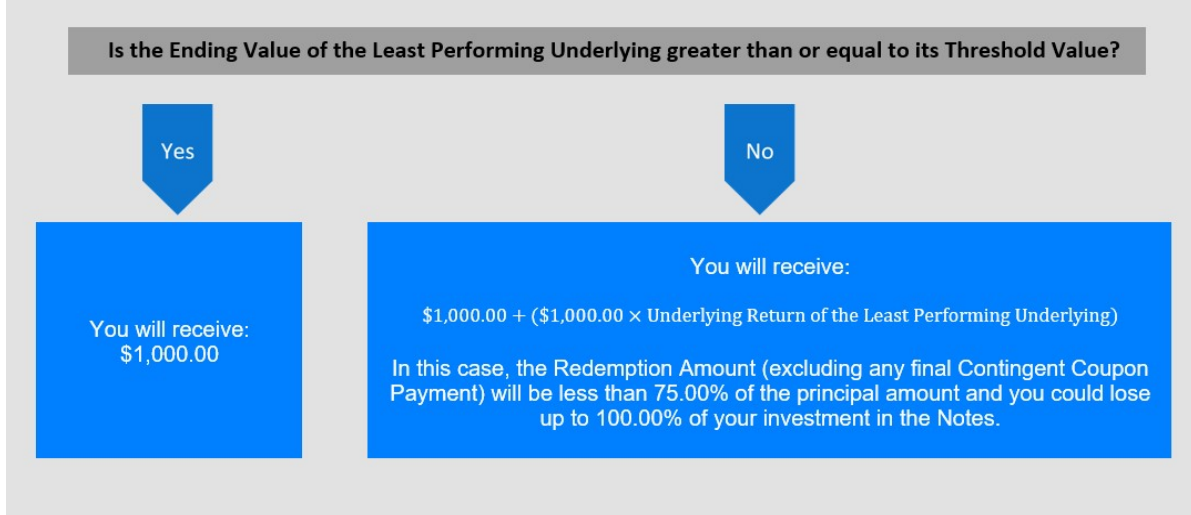 Is the Ending Value of the Least Performing Underlying greater than or equal to its Threshold Value?
Yes
No
You will receive:
$1,000.00
You will receive:
$1,000.00 + ($1,000.00 × Underlying Return of the Least Performing Underlying)
In this case, the Redemption Amount (excluding any final Contingent Coupon
Payment) will be less than 75.00% of the principal amount and you could lose
up to 100.00% of your investment in the Notes.